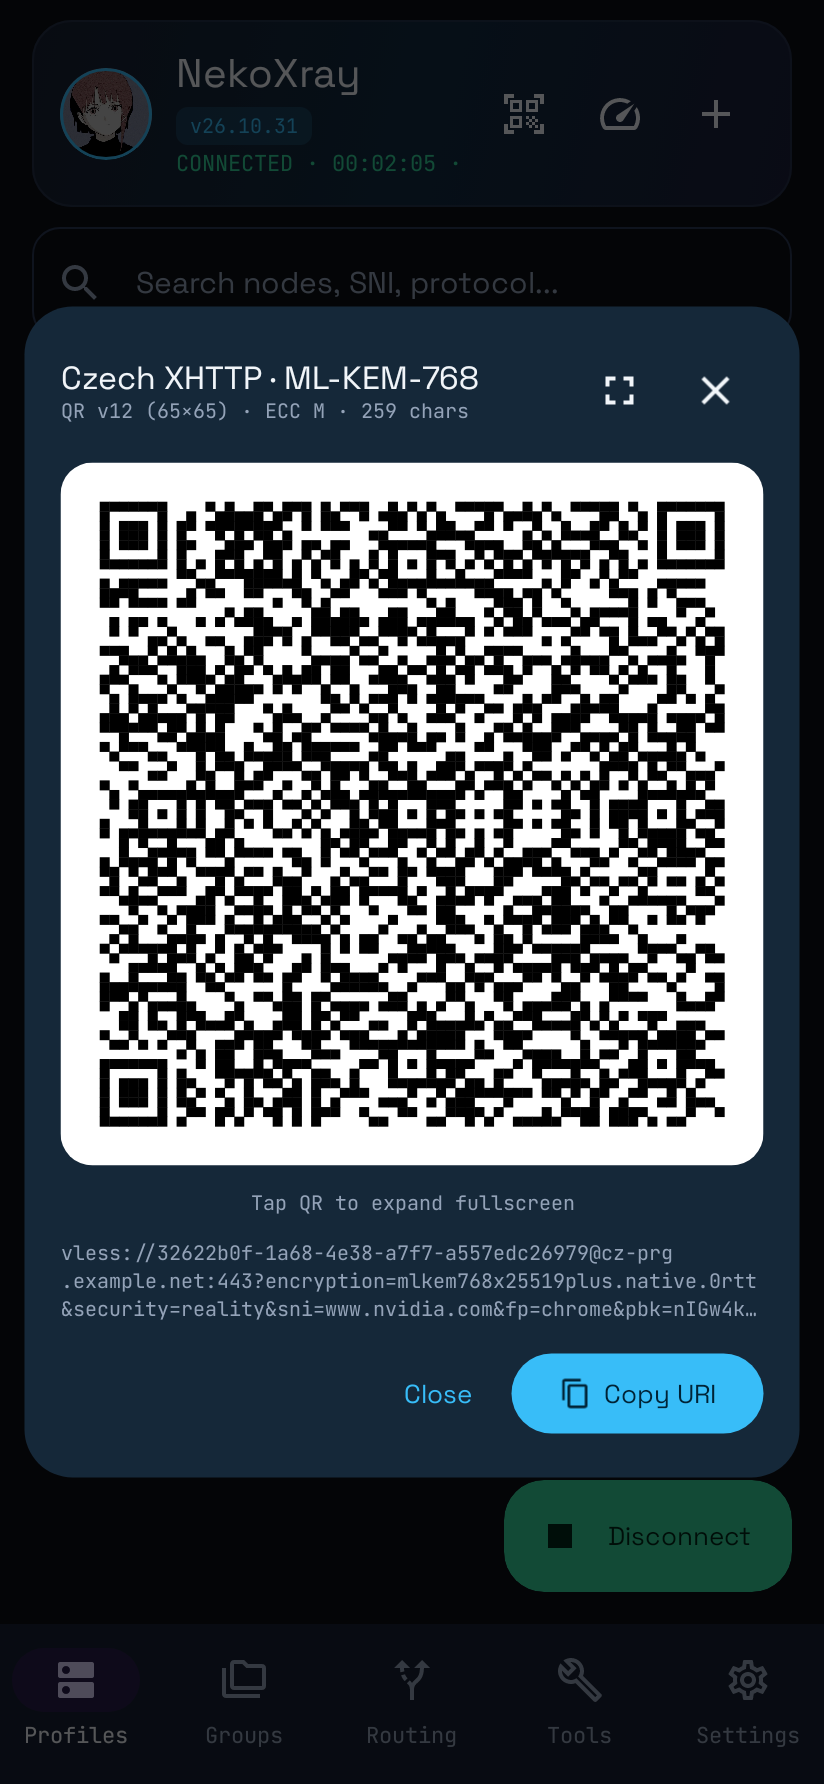 NekoXray
v26.10.31
CONNECTED · 00:02:05 ·
Search nodes, SNI, protocol...
Czech XHTTP · ML-KEM-768
QR v12 (65×65) · ECC M · 259 chars
Tap QR to expand fullscreen
vless://32622b0f-1a68-4e38-a7f7-a557edc26979@cz-prg
.example.net:443?encryption=mlkem768x25519plus.native.0rtt
&security=reality&sni=www.nvidia.com&fp=chrome&pbk=nIGw4k…
Close
Copy URI
Disconnect
Profiles
Groups
Routing
Tools
Settings